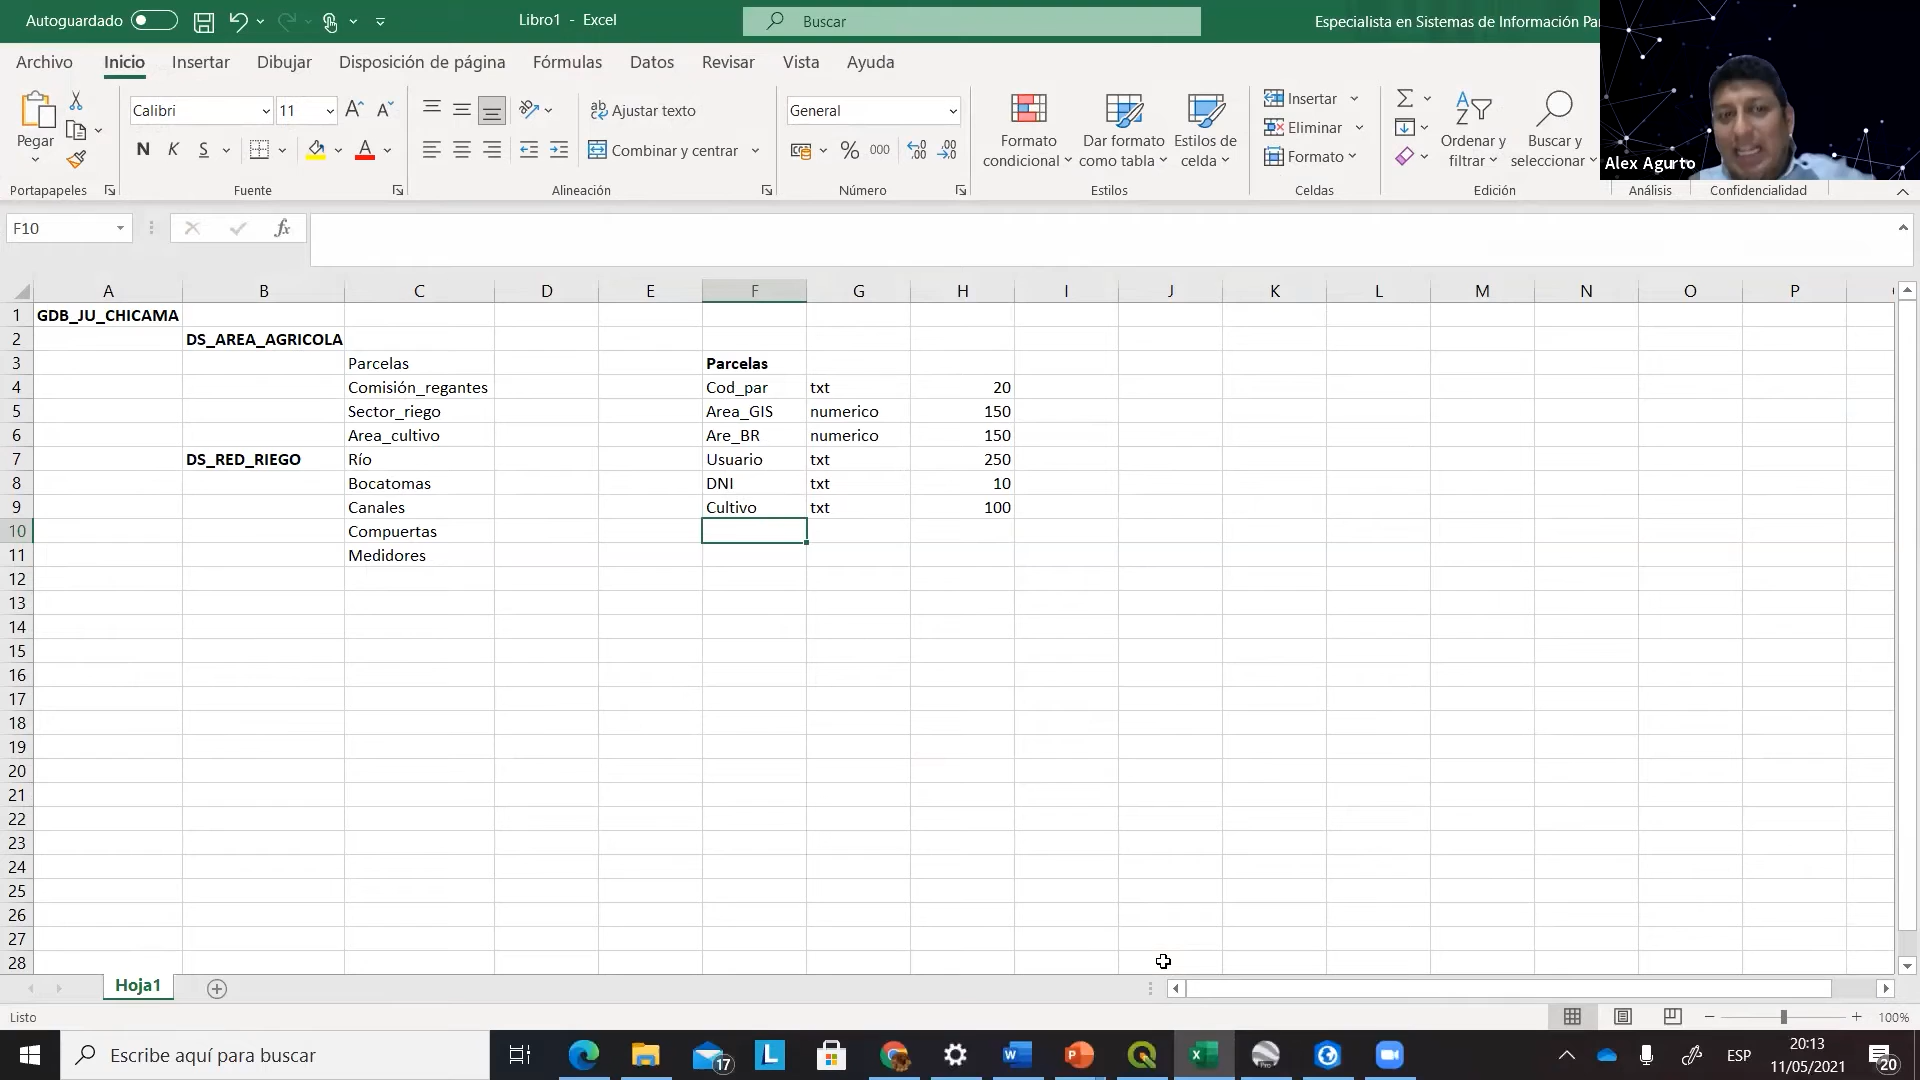 Autoguardado
Libro1 - Excel
Buscar
Especialista en Sistemas de Información
Archivo Inicio Insertar Dibujar Disposición de página Fórmulas Datos Revisar Vista Ayuda
Pegar
Calibri 11
N K S
Ajustar texto
Combinar y centrar
General
% 000
Formato condicional
Dar formato como tabla
Estilos de celda
Insertar
Eliminar
Formato
Ordenar y filtrar
Buscar y seleccionar
Alex Agurto
Portapapeles Fuente Alineación Número Estilos Celdas Edición Análisis Confidencialidad
F10 fx
A B C D E F G H I J K L M N O P
1 GDB_JU_CHICAMA
2 DS_AREA_AGRICOLA
3 Parcelas Parcelas
4 Comisión_regantes Cod_par txt 20
5 Sector_riego Area_GIS numerico 150
6 Area_cultivo Are_BR numerico 150
7 DS_RED_RIEGO Río Usuario txt 250
8 Bocatomas DNI txt 10
9 Canales Cultivo txt 100
10 Compuertas
11 Medidores
12
13
14
15
16
17
18
19
20
21
22
23
24
25
26
27
28
Hoja1
Listo
100%
Escribe aquí para buscar
17
ESP
20:13
11/05/2021
20